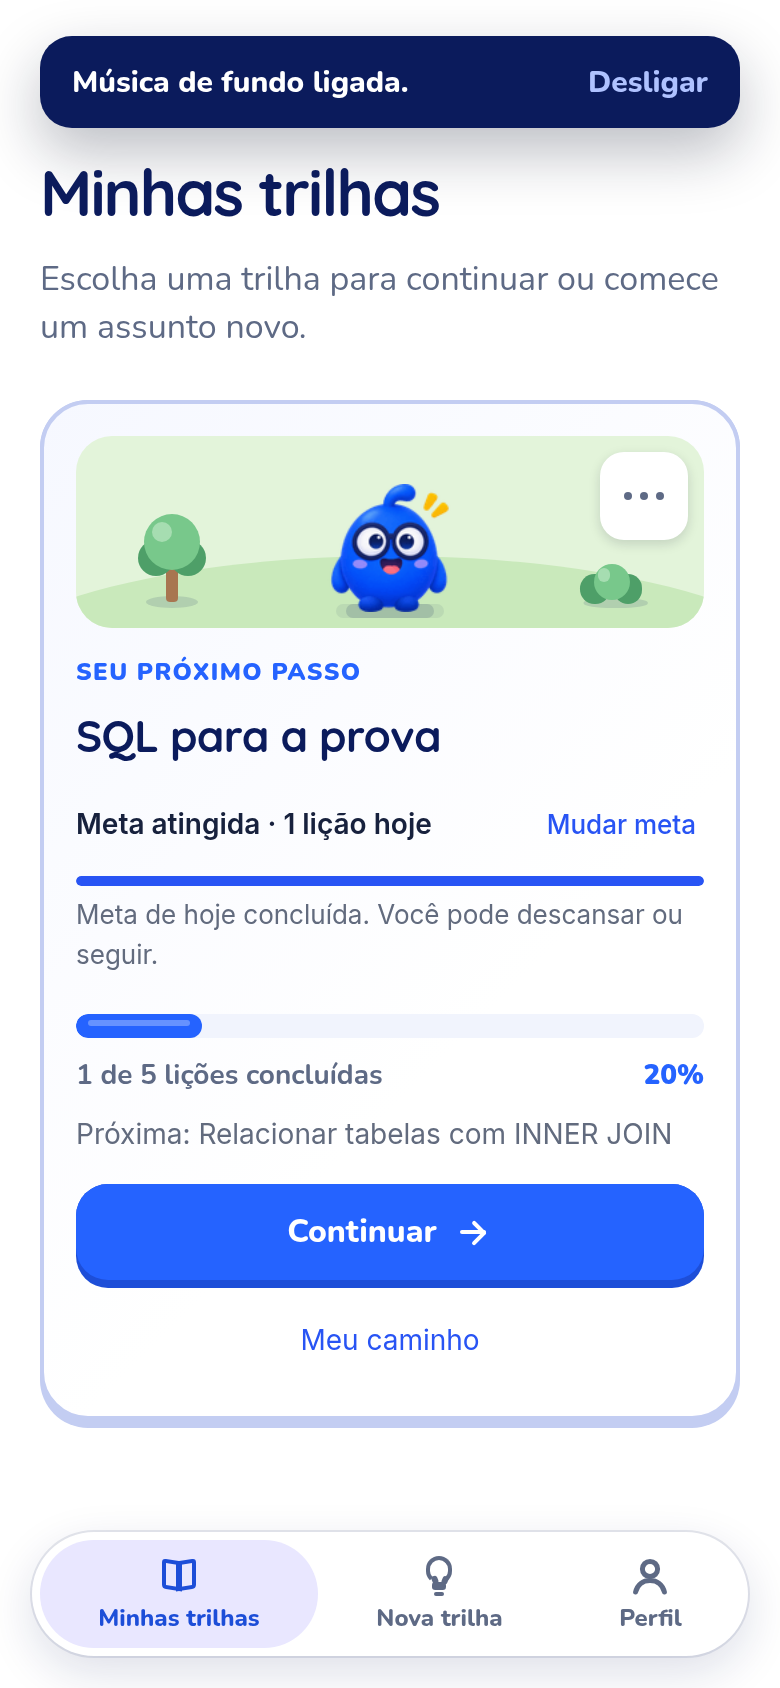 Música de fundo ligada. Desligar
Minhas trilhas
Escolha uma trilha para continuar ou comece
um assunto novo.
SEU PRÓXIMO PASSO
SQL para a prova
Meta atingida · 1 lição hoje Mudar meta
Meta de hoje concluída. Você pode descansar ou
seguir.
1 de 5 lições concluídas 20%
Próxima: Relacionar tabelas com INNER JOIN
Continuar →
Meu caminho
Minhas trilhas Nova trilha Perfil